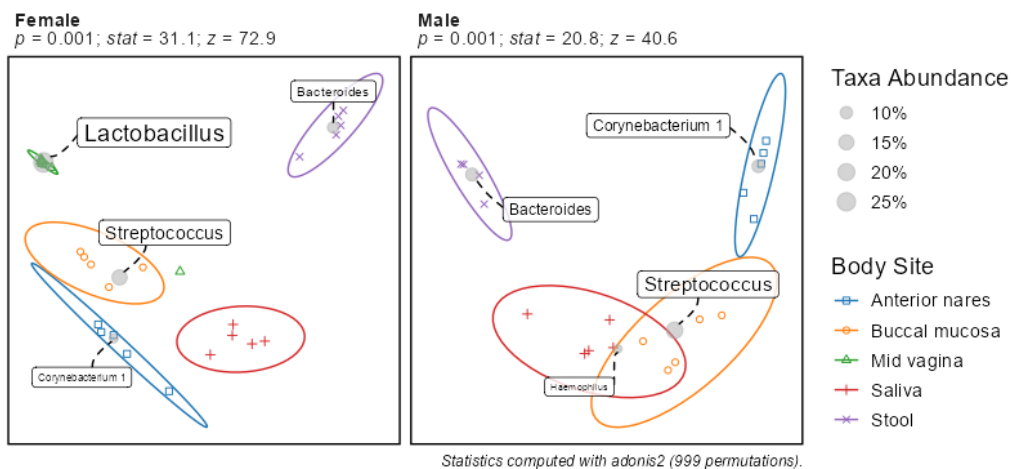 Female
p = 0.001; stat = 31.1; z = 72.9
Bacteroides
Lactobacillus
Streptococcus
Corynebacterium 1
Male
p = 0.001; stat = 20.8; z = 40.6
Corynebacterium 1
Bacteroides
Streptococcus
Haemophilus
Taxa Abundance
10%
15%
20%
25%
Body Site
Anterior nares
Buccal mucosa
Mid vagina
Saliva
Stool
Statistics computed with adonis2 (999 permutations).